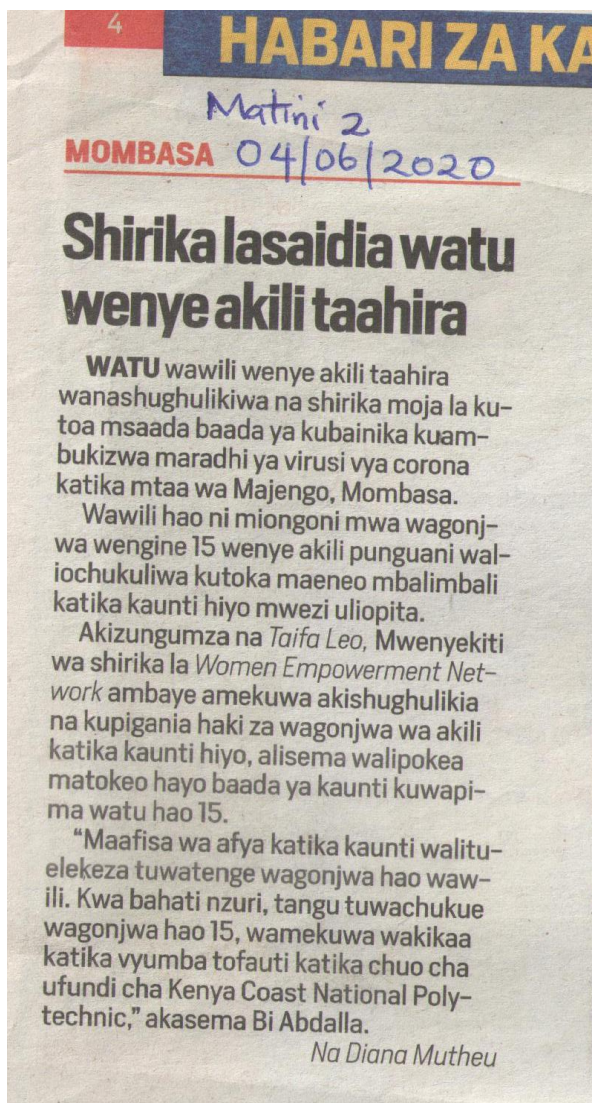 4
HABARI ZA KA
Matini 2
MOMBASA 04/06/2020
Shirika lasaidia watu
wenye akili taahira
WATU wawili wenye akili taahira
wanashughulikiwa na shirika moja la ku-
toa msaada baada ya kubainika kuam-
bukizwa maradhi ya virusi vya corona
katika mtaa wa Majengo, Mombasa.
Wawili hao ni miongoni mwa wagonj-
wa wengine 15 wenye akili punguani wal-
iochukuliwa kutoka maeneo mbalimbali
katika kaunti hiyo mwezi uliopita.
Akizungumza na Taifa Leo, Mwenyekiti
wa shirika la Women Empowerment Net-
work ambaye amekuwa akishughulikia
na kupigania haki za wagonjwa wa akili
katika kaunti hiyo, alisema walipokea
matokeo hayo baada ya kaunti kuwapi-
ma watu hao 15.
“Maafisa wa afya katika kaunti walitu-
elekeza tuwatenge wagonjwa hao waw-
ili. Kwa bahati nzuri, tangu tuwachukue
wagonjwa hao 15, wamekuwa wakikaa
katika vyumba tofauti katika chuo cha
ufundi cha Kenya Coast National Poly-
technic,” akasema Bi Abdalla.
Na Diana Mutheu